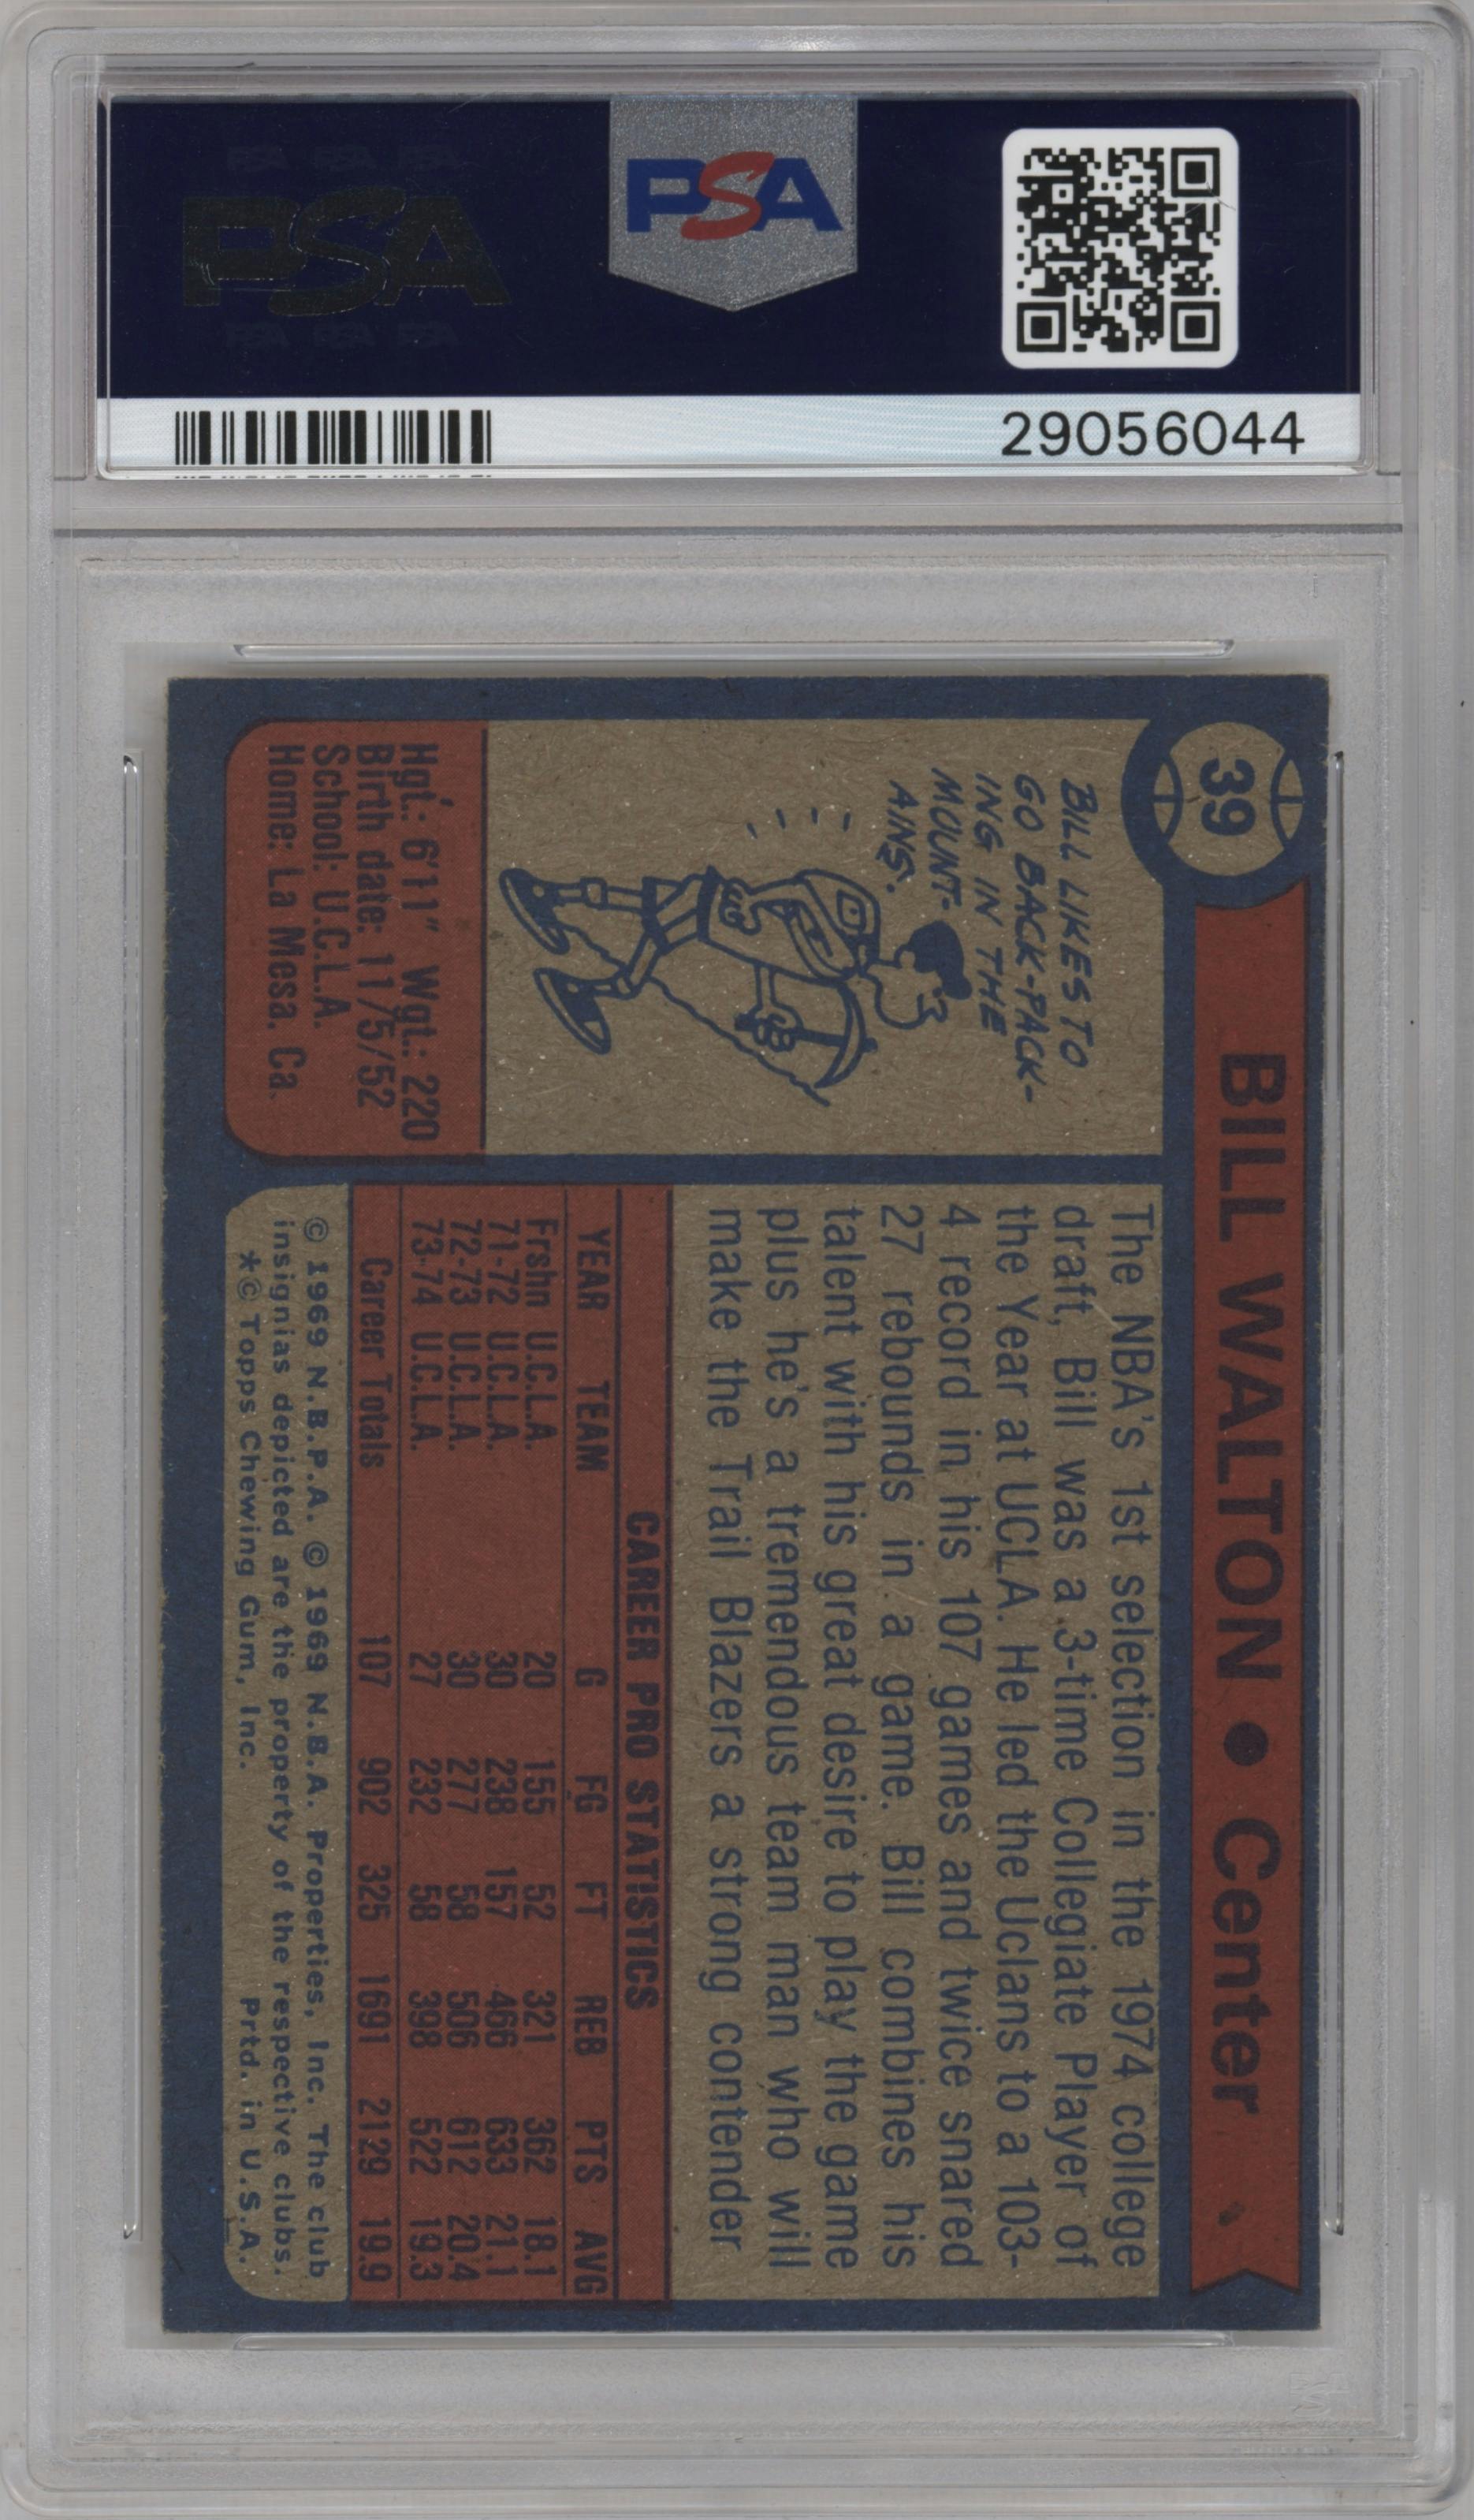 PSA PSA PSA
PSA
PSA PSA PSA
PSA
29056044
39
BILL WALTON • Center
BILL LIKES TO
GO BACK-PACK-
ING IN THE
MOUNT-
AINS.
Hgt.: 6'11" Wgt.: 220
Birth date: 11/5/52
School: U.C.L.A.
Home: La Mesa, Ca.
The NBA's 1st selection in the 1974 college
draft, Bill was a 3-time Collegiate Player of
the Year at UCLA. He led the Uclans to a 103-
4 record in his 107 games and twice snared
27 rebounds in a game. Bill combines his
talent with his great desire to play the game
plus he's a tremendous team man who will
make the Trail Blazers a strong contender
CAREER PRO STATISTICS
YEAR TEAM G FG FT REB PTS AVG
Frshn U.C.L.A. 20 155 52 321 362 18.1
71-72 U.C.L.A. 30 238 157 466 633 21.1
72-73 U.C.L.A. 30 277 58 506 612 20.4
73-74 U.C.L.A. 27 232 58 398 522 19.3
Career Totals 107 902 325 1691 2129 19.9
© 1969 N.B.P.A. © 1969 N.B.A. Properties, Inc. The club
insignias depicted are the property of the respective clubs.
*© Topps Chewing Gum, Inc. Prtd. in U.S.A.